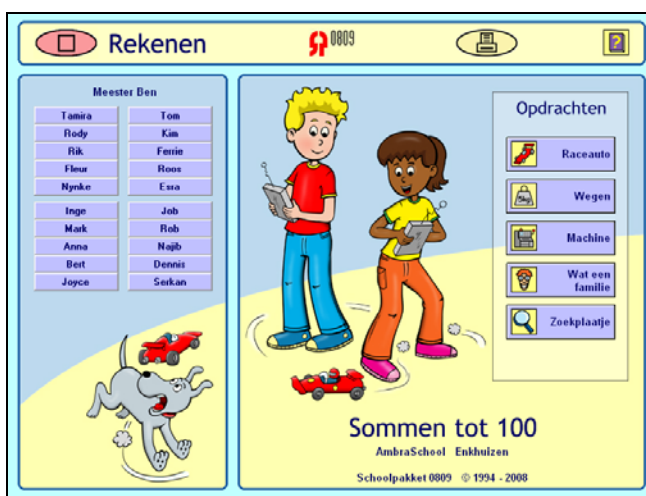 Rekenen
0809
Meester Ben
Tamira Tom
Rody Kim
Rik Ferrie
Fleur Roos
Nynke Esra
Inge Job
Mark Rob
Anna Najib
Bert Dennis
Joyce Serkan
Opdrachten
Raceauto
Wegen
Machine
Wat een
familie
Zoekplaatje
Sommen tot 100
AmbraSchool Enkhuizen
Schoolpakket 0809 © 1994 - 2008